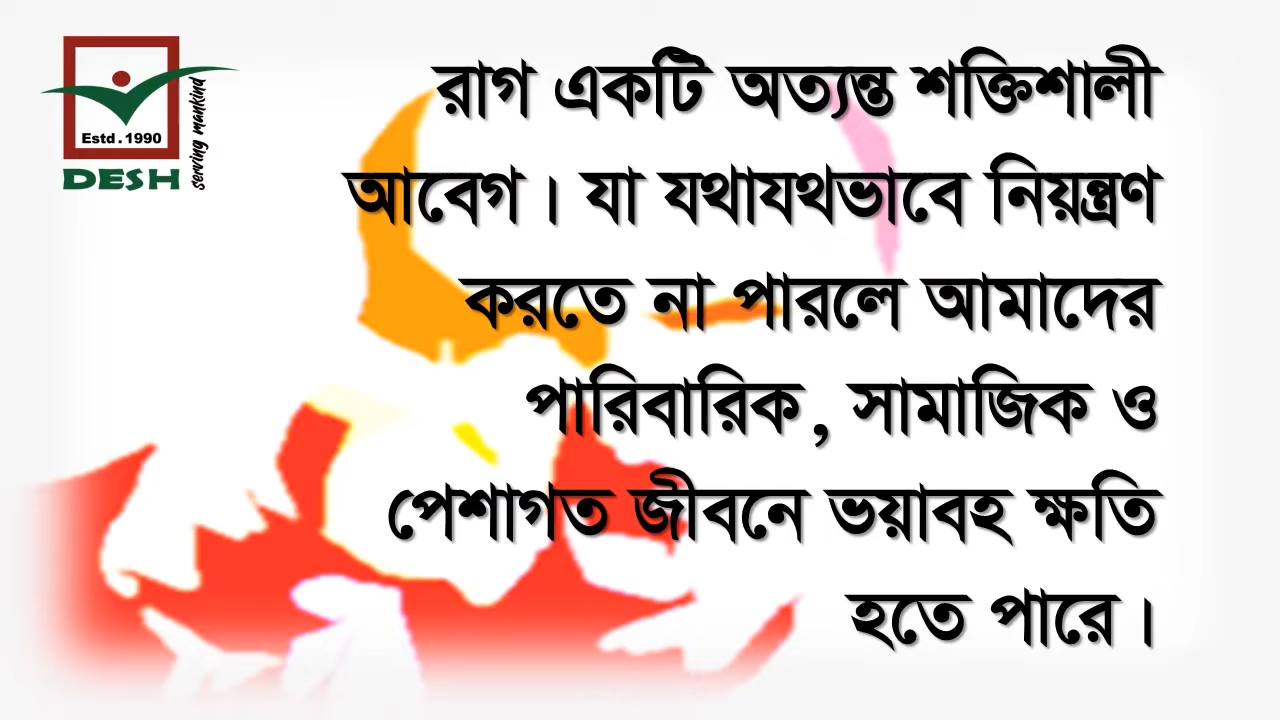 Estd. 1990
DESH
serving mankind
রাগ একটি অত্যন্ত শক্তিশালী
আবেগ। যা যথাযথভাবে নিয়ন্ত্রণ
করতে না পারলে আমাদের
পারিবারিক, সামাজিক ও
পেশাগত জীবনে ভয়াবহ ক্ষতি
হতে পারে।